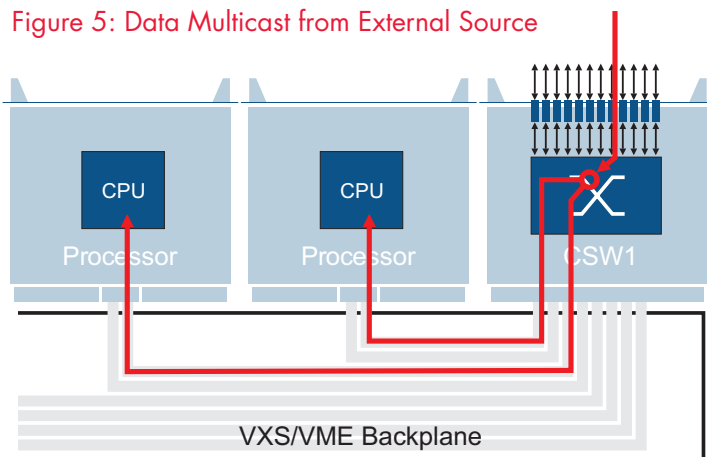 Figure 5: Data Multicast from External Source
CPU
CPU
Processor
Processor
CSW1
VXS/VME Backplane